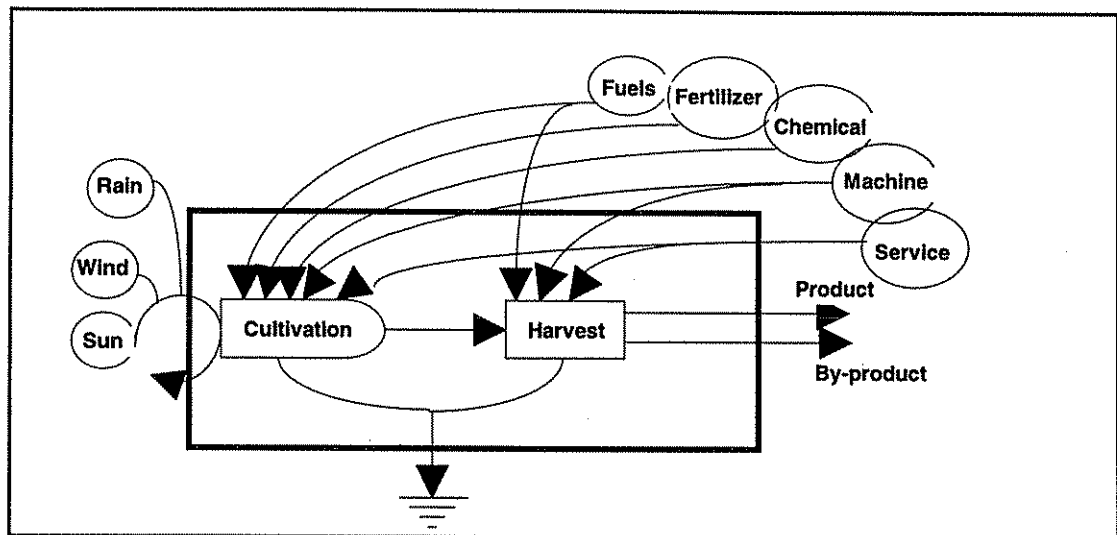 Fuels
Fertilizer
Chemical
Machine
Service
Rain
Wind
Sun
Cultivation
Harvest
Product
By-product